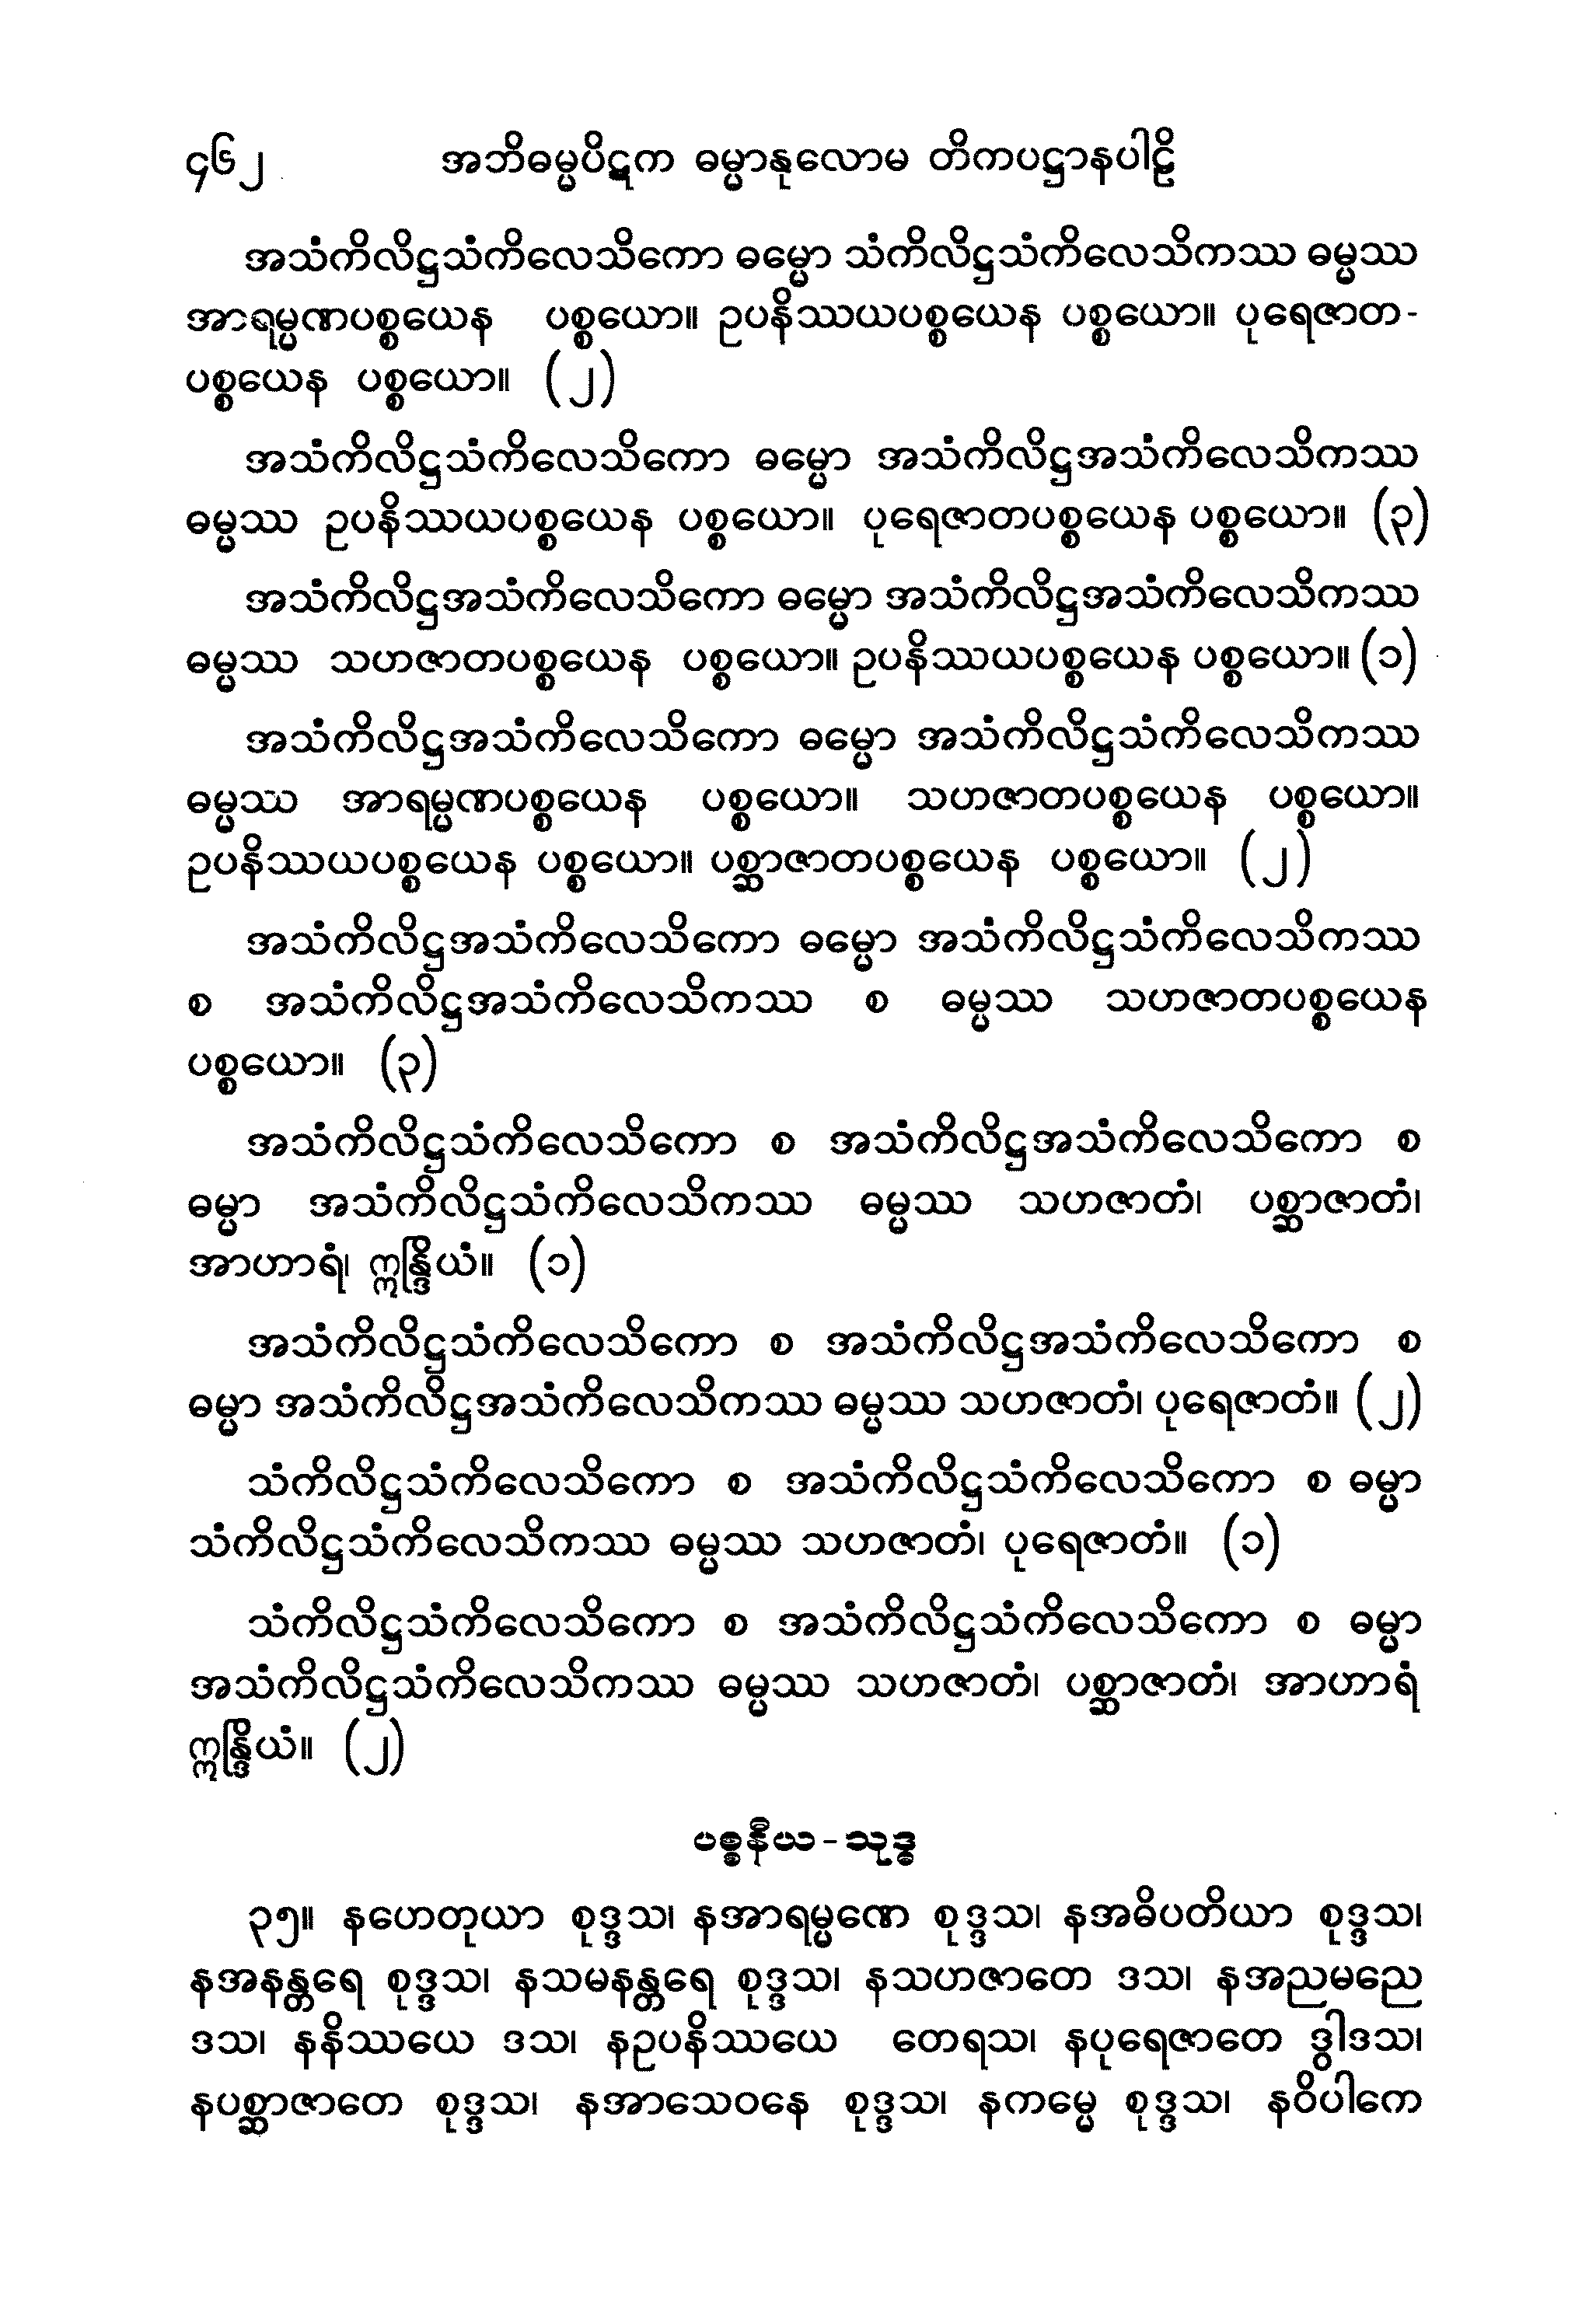 ၄၆၂ အဘိဓမ္မပိဋက ဓမ္မာနုလောမ တိကပဋ္ဌာနပါဠိ
အသံကိလိဋ္ဌသံကိလေသိကော ဓမ္မော သံကိလိဋ္ဌသံကိလေသိကဿ ဓမ္မဿ
အာရမ္မဏပစ္စယေန ပစ္စယော။ ဥပနိဿယပစ္စယေန ပစ္စယော။ ပုရေဇာတ-
ပစ္စယေန ပစ္စယော။ (၂)
အသံကိလိဋ္ဌသံကိလေသိကော ဓမ္မော အသံကိလိဋ္ဌအသံကိလေသိကဿ
ဓမ္မဿ ဥပနိဿယပစ္စယေန ပစ္စယော။ ပုရေဇာတပစ္စယေန ပစ္စယော။ (၃)
အသံကိလိဋ္ဌအသံကိလေသိကော ဓမ္မော အသံကိလိဋ္ဌအသံကိလေသိကဿ
ဓမ္မဿ သဟဇာတပစ္စယေန ပစ္စယော။ ဥပနိဿယပစ္စယေန ပစ္စယော။ (၁)
အသံကိလိဋ္ဌအသံကိလေသိကော ဓမ္မော အသံကိလိဋ္ဌသံကိလေသိကဿ
ဓမ္မဿ အာရမ္မဏပစ္စယေန ပစ္စယော။ သဟဇာတပစ္စယေန ပစ္စယော။
ဥပနိဿယပစ္စယေန ပစ္စယော။ ပစ္ဆာဇာတပစ္စယေန ပစ္စယော။ (၂)
အသံကိလိဋ္ဌအသံကိလေသိကော ဓမ္မော အသံကိလိဋ္ဌသံကိလေသိကဿ
စ အသံကိလိဋ္ဌအသံကိလေသိကဿ စ ဓမ္မဿ သဟဇာတပစ္စယေန
ပစ္စယော။ (၃)
အသံကိလိဋ္ဌသံကိလေသိကော စ အသံကိလိဋ္ဌအသံကိလေသိကော စ
ဓမ္မာ အသံကိလိဋ္ဌသံကိလေသိကဿ ဓမ္မဿ သဟဇာတံ၊ ပစ္ဆာဇာတံ၊
အာဟာရံ၊ ဣန္ဒြိယံ။ (၁)
အသံကိလိဋ္ဌသံကိလေသိကော စ အသံကိလိဋ္ဌအသံကိလေသိကော စ
ဓမ္မာ အသံကိလိဋ္ဌအသံကိလေသိကဿ ဓမ္မဿ သဟဇာတံ၊ ပုရေဇာတံ။ (၂)
သံကိလိဋ္ဌသံကိလေသိကော စ အသံကိလိဋ္ဌသံကိလေသိကော စ ဓမ္မာ
သံကိလိဋ္ဌသံကိလေသိကဿ ဓမ္မဿ သဟဇာတံ၊ ပုရေဇာတံ။ (၁)
သံကိလိဋ္ဌသံကိလေသိကော စ အသံကိလိဋ္ဌသံကိလေသိကော စ ဓမ္မာ
အသံကိလိဋ္ဌသံကိလေသိကဿ ဓမ္မဿ သဟဇာတံ၊ ပစ္ဆာဇာတံ၊ အာဟာရံ
ဣန္ဒြိယံ။ (၂)
ပစ္စနီယ-သုဒ္ဓ
၃၅။ နဟေတုယာ စုဒ္ဒသ၊ နအာရမ္မဏေ စုဒ္ဒသ၊ နအဓိပတိယာ စုဒ္ဒသ၊
နအနန္တရေ စုဒ္ဒသ၊ နသမနန္တရေ စုဒ္ဒသ၊ နသဟဇာတေ ဒသ၊ နအညမညေ
ဒသ၊ နနိဿယေ ဒသ၊ နဥပနိဿယေ တေရသ၊ နပုရေဇာတေ ဒွါဒသ၊
နပစ္ဆာဇာတေ စုဒ္ဒသ၊ နအာသေဝနေ စုဒ္ဒသ၊ နကမ္မေ စုဒ္ဒသ၊ နဝိပါကေ